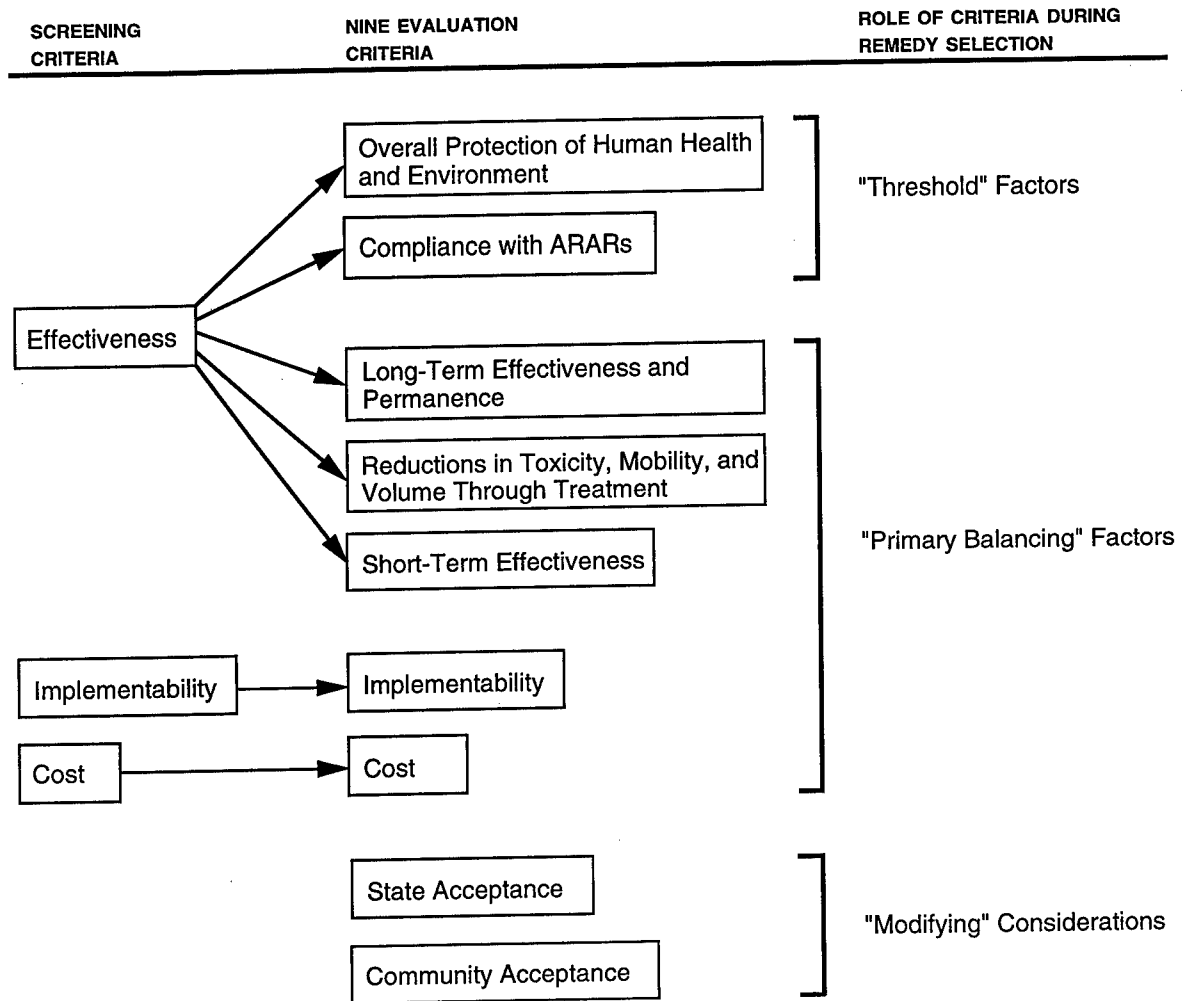 SCREENING
CRITERIA
NINE EVALUATION
CRITERIA
ROLE OF CRITERIA DURING
REMEDY SELECTION
Overall Protection of Human Health
and Environment
"Threshold" Factors
Compliance with ARARs
Effectiveness
Long-Term Effectiveness and
Permanence
Reductions in Toxicity, Mobility, and
Volume Through Treatment
"Primary Balancing" Factors
Short-Term Effectiveness
Implementability
Implementability
Cost
Cost
State Acceptance
"Modifying" Considerations
Community Acceptance